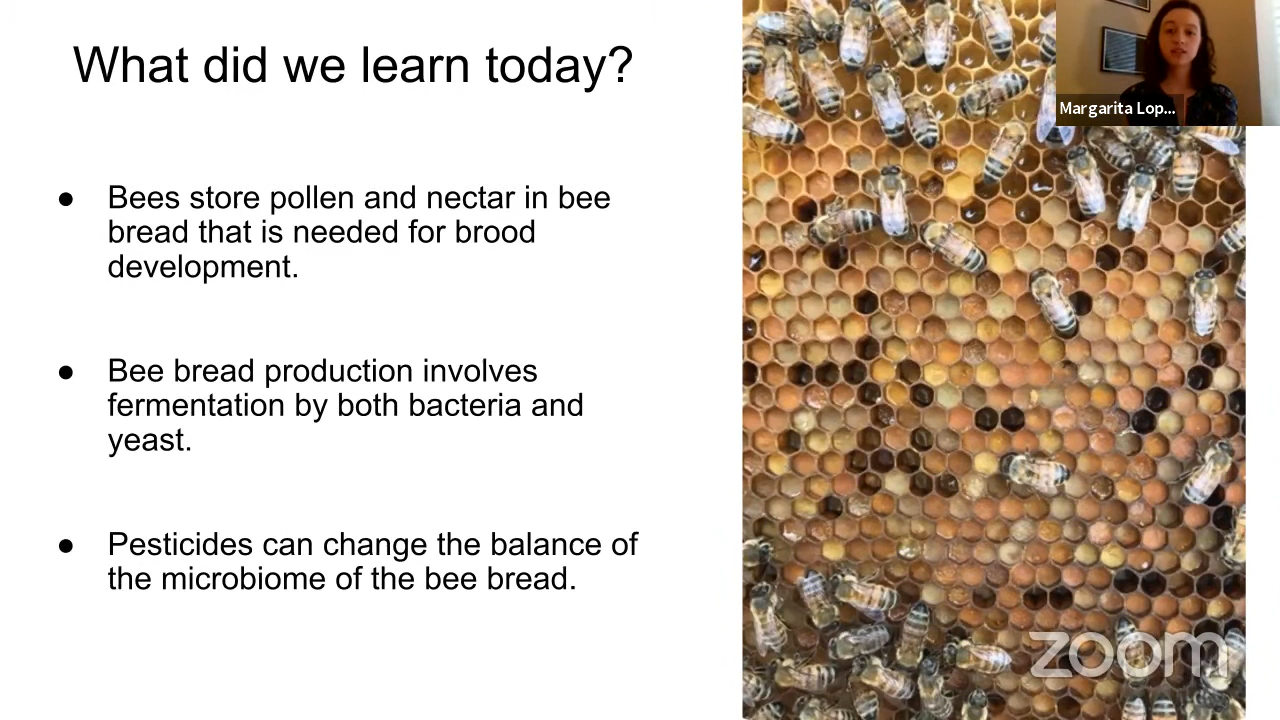 What did we learn today?
Margarita Lop...
● Bees store pollen and nectar in bee
bread that is needed for brood
development.
● Bee bread production involves
fermentation by both bacteria and
yeast.
● Pesticides can change the balance of
the microbiome of the bee bread.
zoom